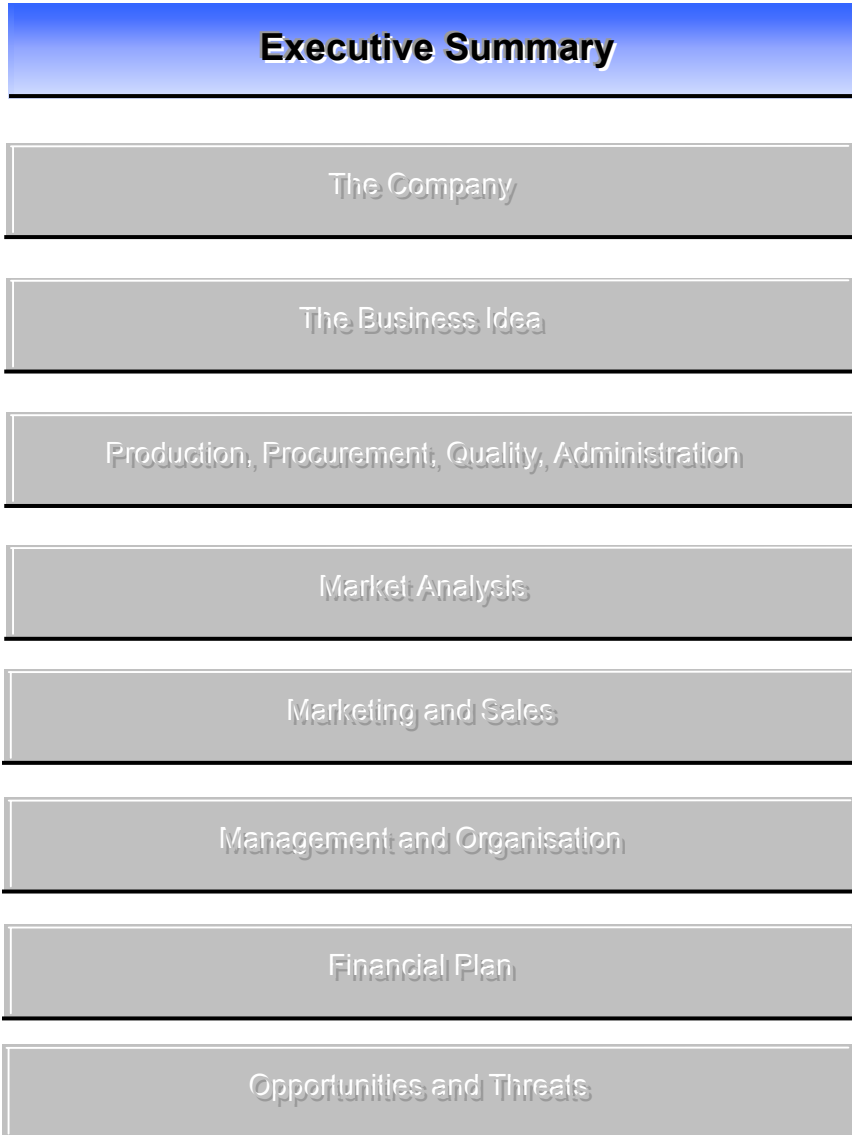 Executive Summary
The Company
The Business Idea
Production, Procurement, Quality, Administration
Market Analysis
Marketing and Sales
Management and Organisation
Financial Plan
Opportunities and Threats